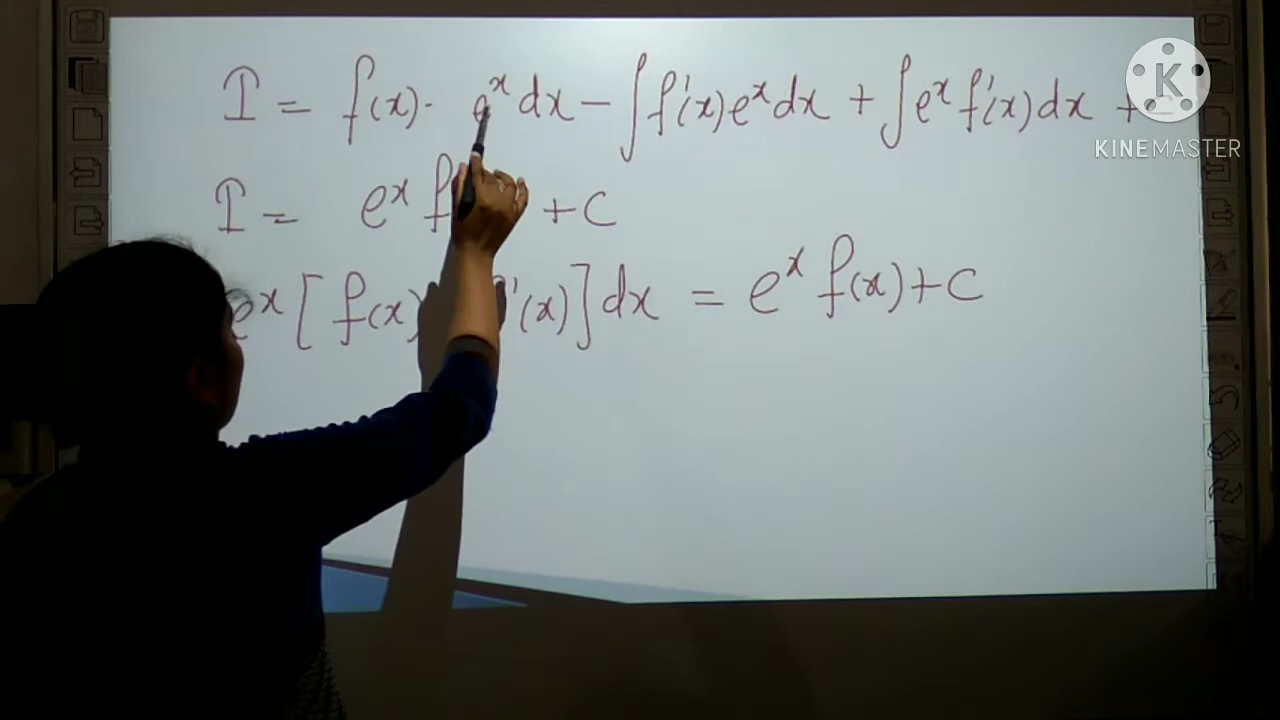 I = f(x). e^x dx - ∫f'(x) e^x dx + ∫e^x f'(x) dx +
I = e^x f + c
e^x [f(x) '(x)] dx = e^x f(x) + c
K
KINEMASTER